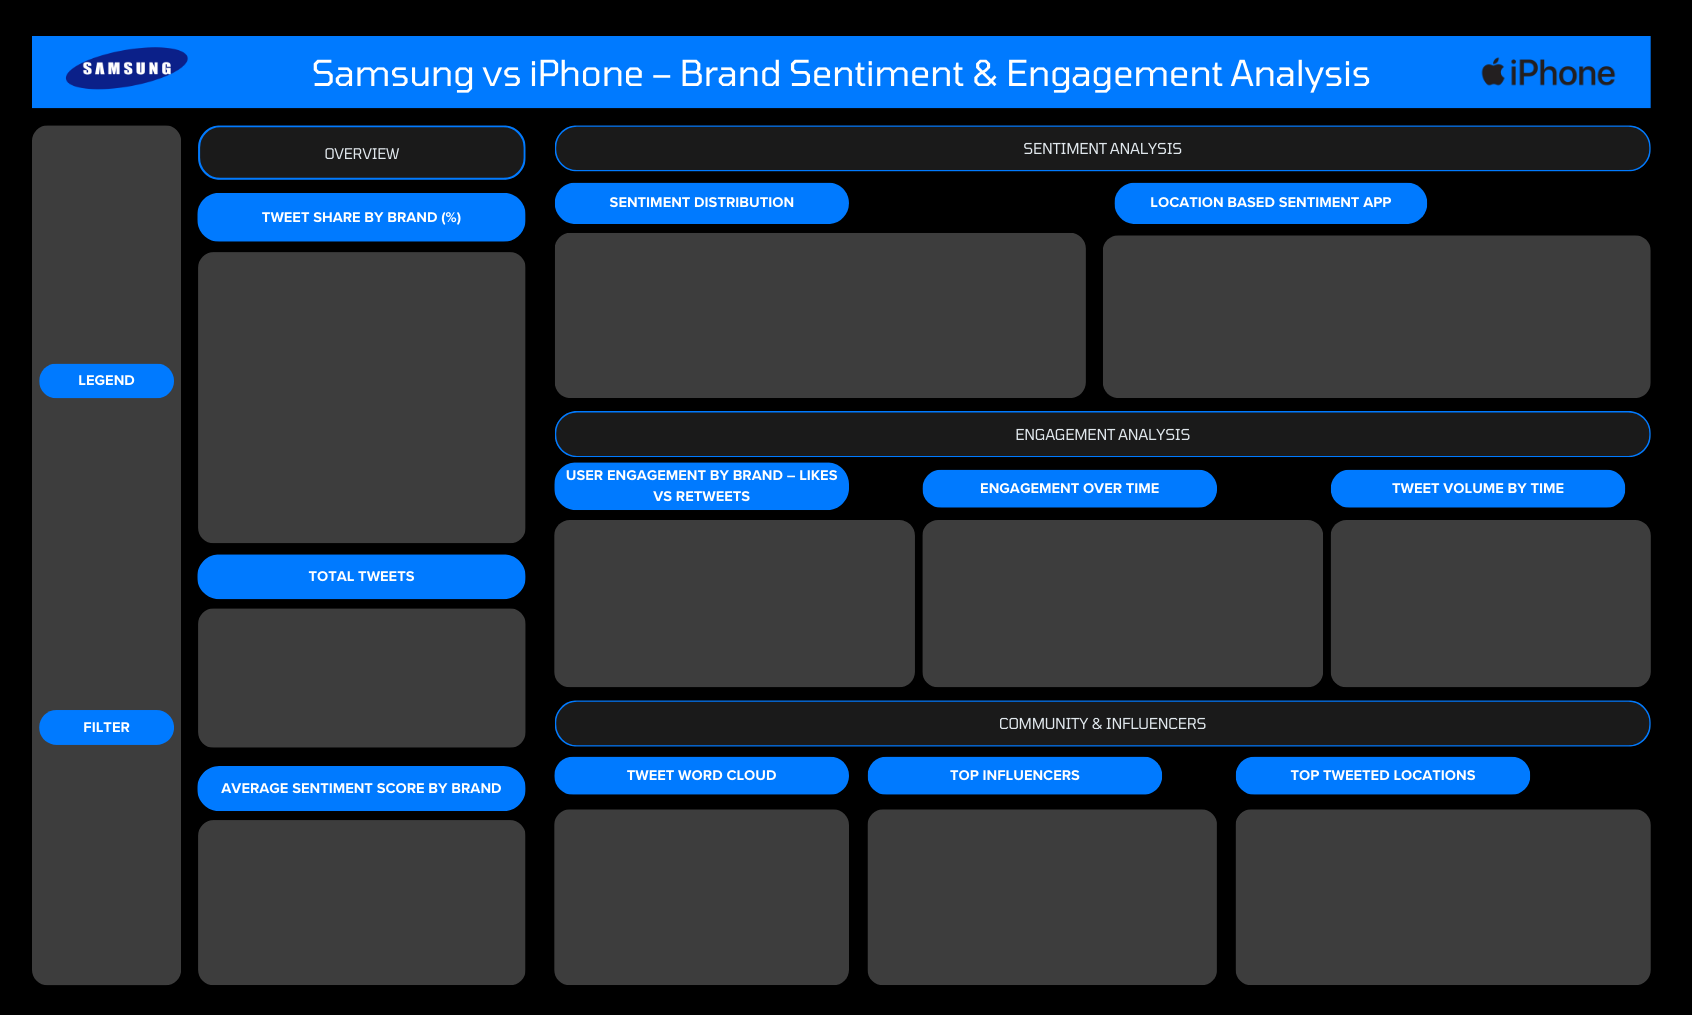 SAMSUNG
Samsung vs iPhone – Brand Sentiment & Engagement Analysis
iPhone
LEGEND
FILTER
OVERVIEW
TWEET SHARE BY BRAND (%)
TOTAL TWEETS
AVERAGE SENTIMENT SCORE BY BRAND
SENTIMENT ANALYSIS
SENTIMENT DISTRIBUTION
LOCATION BASED SENTIMENT APP
ENGAGEMENT ANALYSIS
USER ENGAGEMENT BY BRAND – LIKES
VS RETWEETS
ENGAGEMENT OVER TIME
TWEET VOLUME BY TIME
COMMUNITY & INFLUENCERS
TWEET WORD CLOUD
TOP INFLUENCERS
TOP TWEETED LOCATIONS